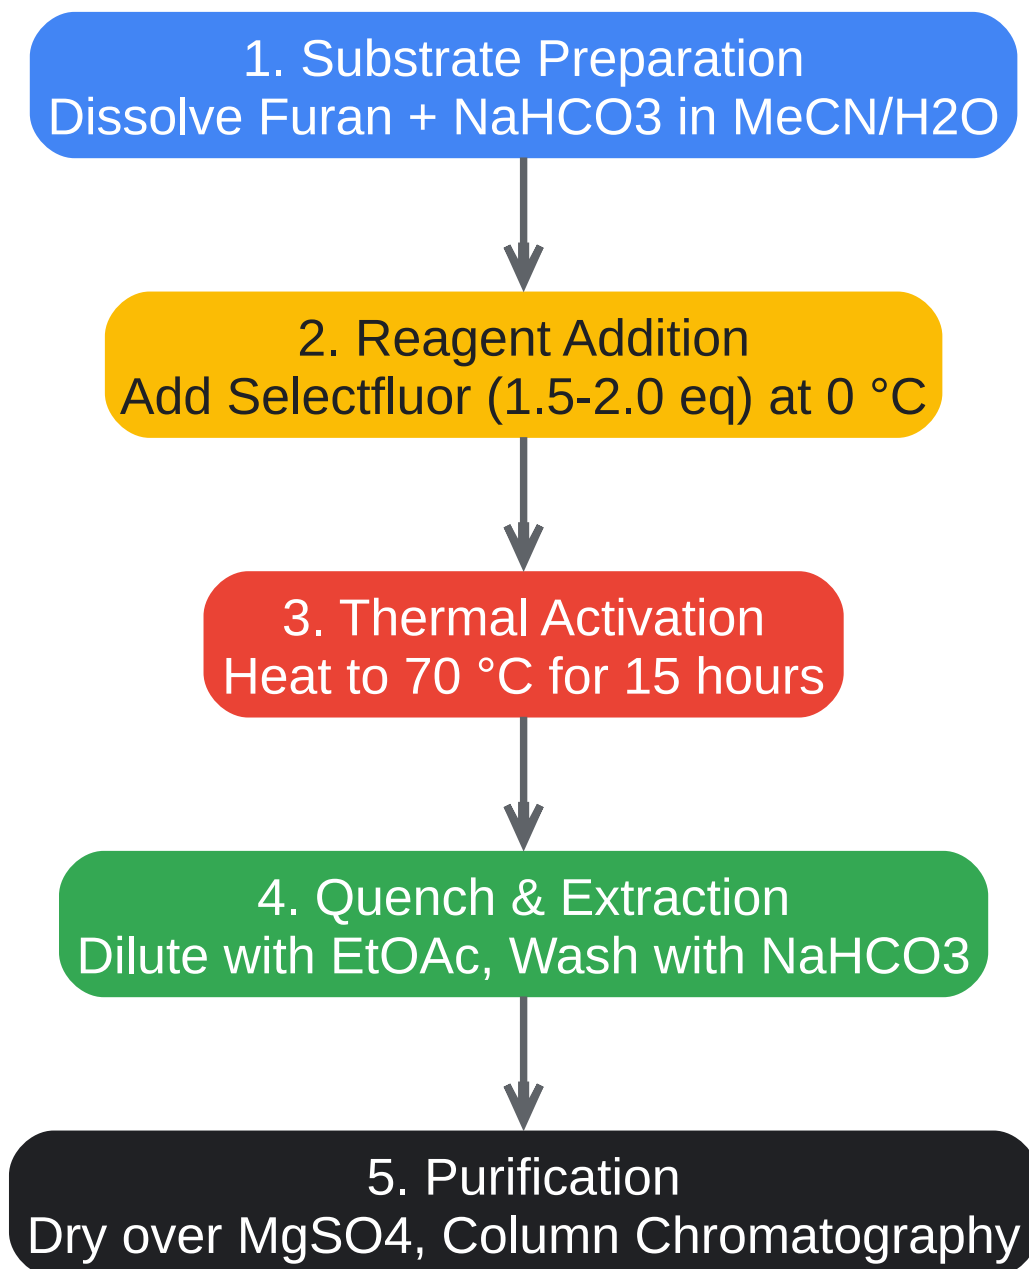 1. Substrate Preparation
Dissolve Furan + NaHCO3 in MeCN/H2O
2. Reagent Addition
Add Selectfluor (1.5-2.0 eq) at 0 °C
3. Thermal Activation
Heat to 70 °C for 15 hours
4. Quench & Extraction
Dilute with EtOAc, Wash with NaHCO3
5. Purification
Dry over MgSO4, Column Chromatography